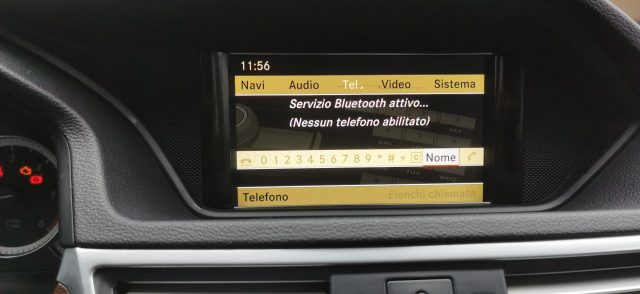 11:56
Navi Audio Tel. Video Sistema
Servizio Bluetooth attivo...
(Nessun telefono abilitato)
0 1 2 3 4 5 6 7 8 9 * # + C Nome
Telefono Elenchi chiamate